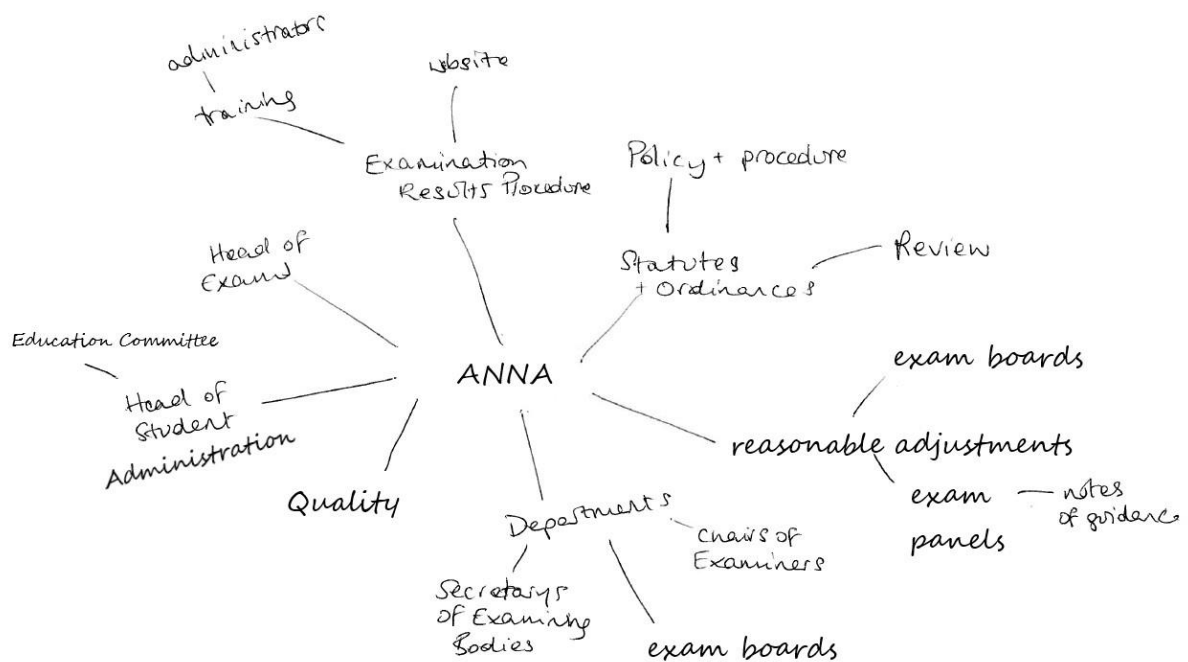 administrators
training
website
Examination
Results Procedure
Policy + procedure
Statutes
+ Ordinances
Review
Head of
Exams
Education Committee
Head of
Student
Administration
ANNA
exam boards
reasonable adjustments
exam
panels
notes
of guidance
Quality
Departments
Chairs of
Examiners
Secretarys
of Examining
Bodies
exam boards